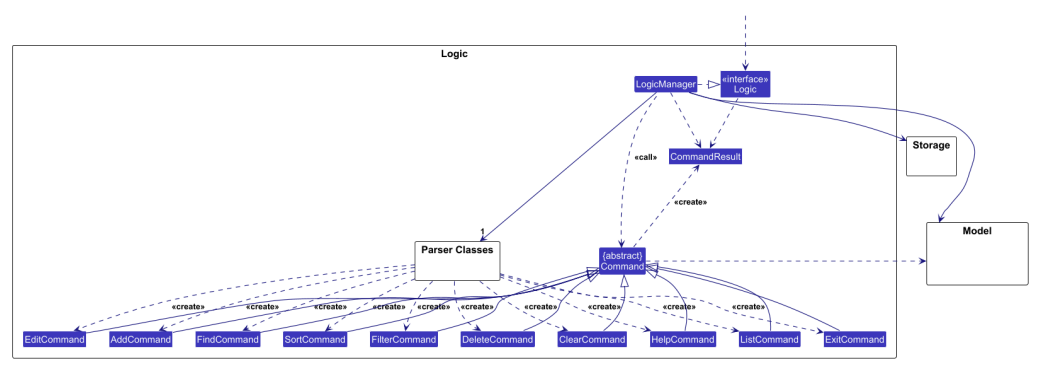 Logic
«interface»
Logic
LogicManager
Storage
CommandResult
«call»
«create»
1
Model
Parser Classes
{abstract}
Command
«create»
«create»
«create»
«create»
«create»
«create»
«create»
«create»
«create»
EditCommand
AddCommand
FindCommand
SortCommand
FilterCommand
DeleteCommand
ClearCommand
HelpCommand
ListCommand
ExitCommand